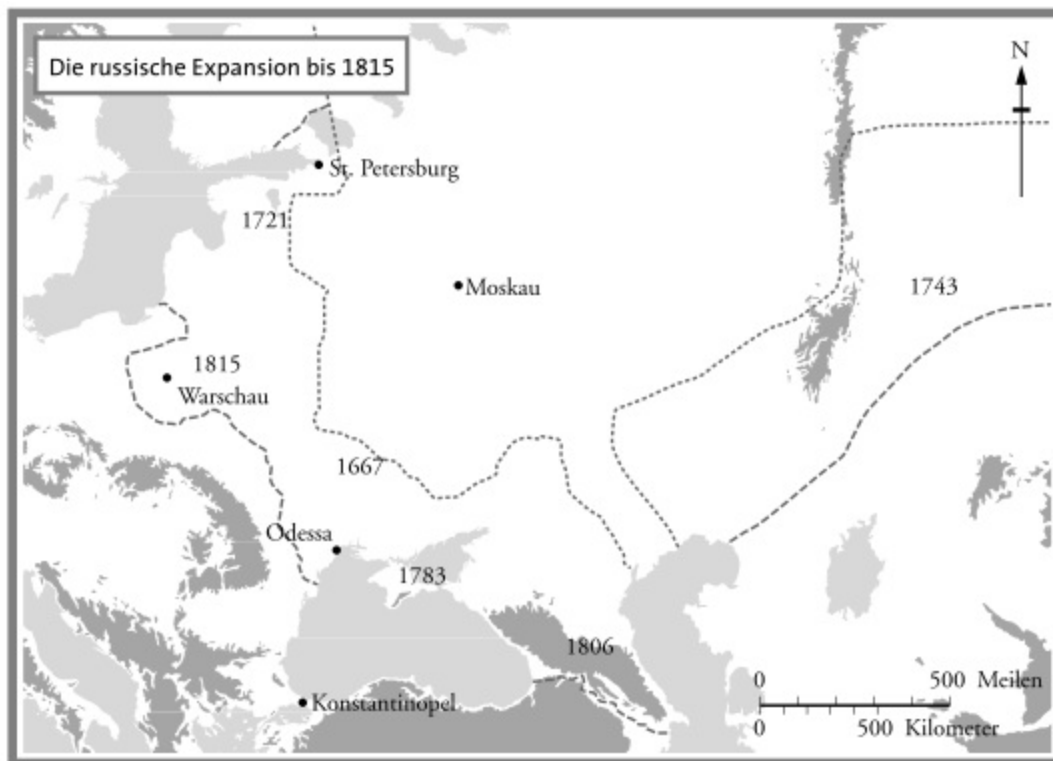 Die russische Expansion bis 1815
N
St. Petersburg
1721
Moskau
1743
1815
Warschau
1667
Odessa
1783
1806
0 500 Meilen
0 500 Kilometer
Konstantinopel